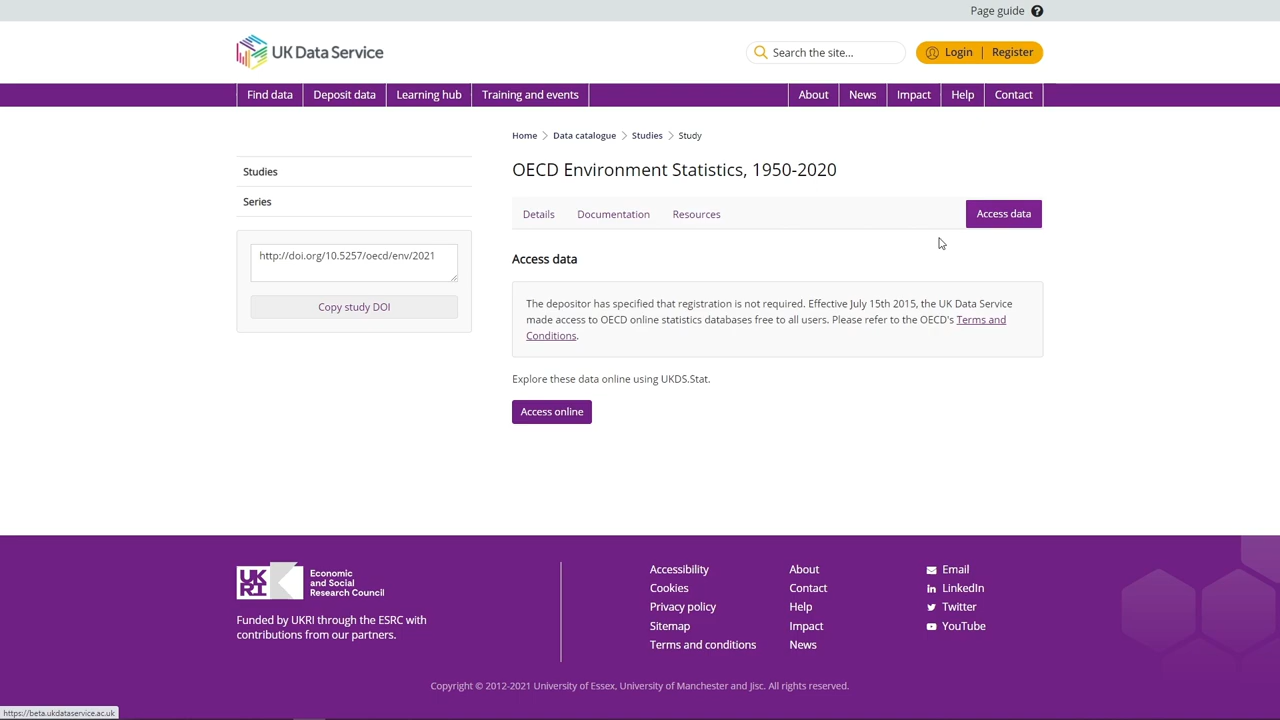 Page guide ?
UK Data Service
Search the site...
Login | Register
Find data
Deposit data
Learning hub
Training and events
About
News
Impact
Help
Contact
Home > Data catalogue > Studies > Study
Studies
Series
http://doi.org/10.5257/oecd/env/2021
Copy study DOI
OECD Environment Statistics, 1950-2020
Details
Documentation
Resources
Access data
Access data
The depositor has specified that registration is not required. Effective July 15th 2015, the UK Data Service
made access to OECD online statistics databases free to all users. Please refer to the OECD's Terms and
Conditions.
Explore these data online using UKDS.Stat.
Access online
UK
RI
Economic
and Social
Research Council
Funded by UKRI through the ESRC with
contributions from our partners.
Accessibility
Cookies
Privacy policy
Sitemap
Terms and conditions
About
Contact
Help
Impact
News
Email
LinkedIn
Twitter
YouTube
Copyright © 2012-2021 University of Essex, University of Manchester and Jisc. All rights reserved.
https://beta.ukdataservice.ac.uk